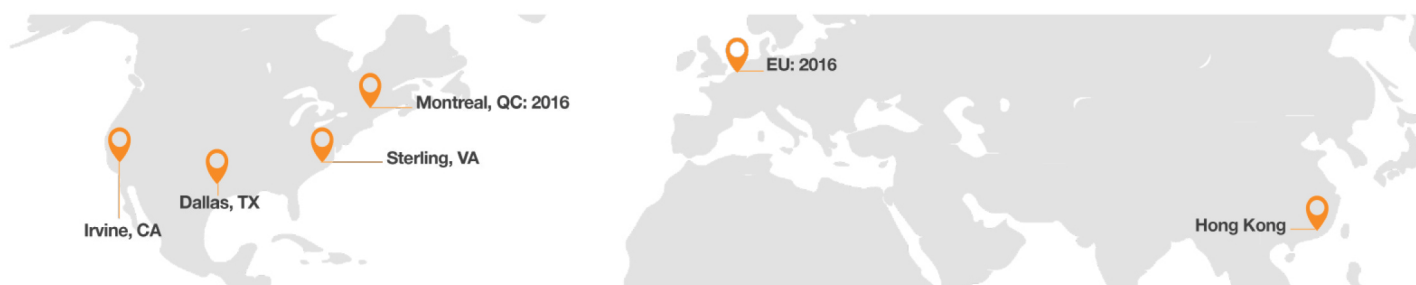 EU: 2016
Montreal, QC: 2016
Sterling, VA
Dallas, TX
Hong Kong
Irvine, CA